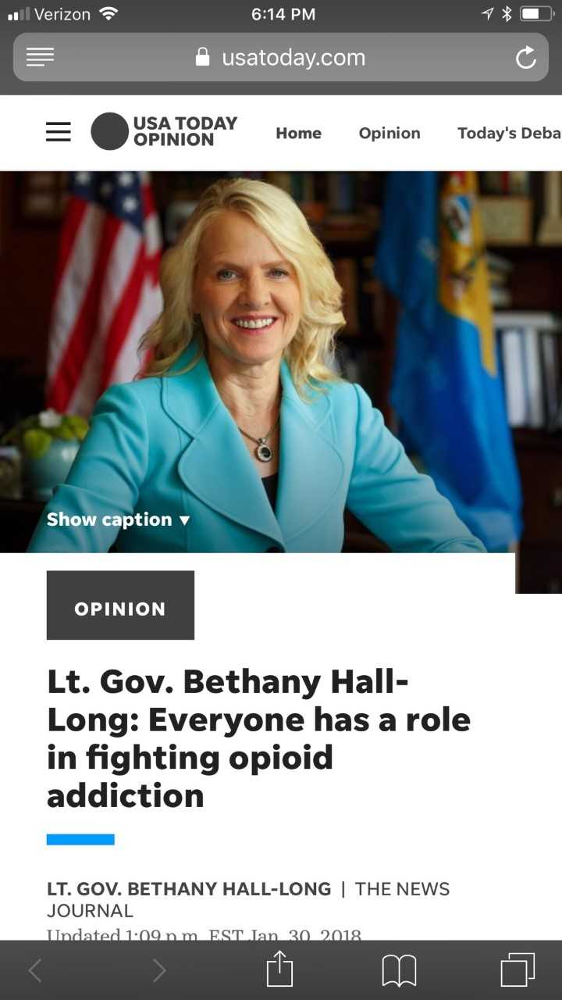 Verizon 6:14 PM
usatoday.com
USA TODAY
OPINION
Home Opinion Today's Deba
Show caption ▼
OPINION
Lt. Gov. Bethany Hall-
Long: Everyone has a role
in fighting opioid
addiction
LT. GOV. BETHANY HALL-LONG | THE NEWS
JOURNAL
Updated 1:09 p.m. EST Jan. 30, 2018